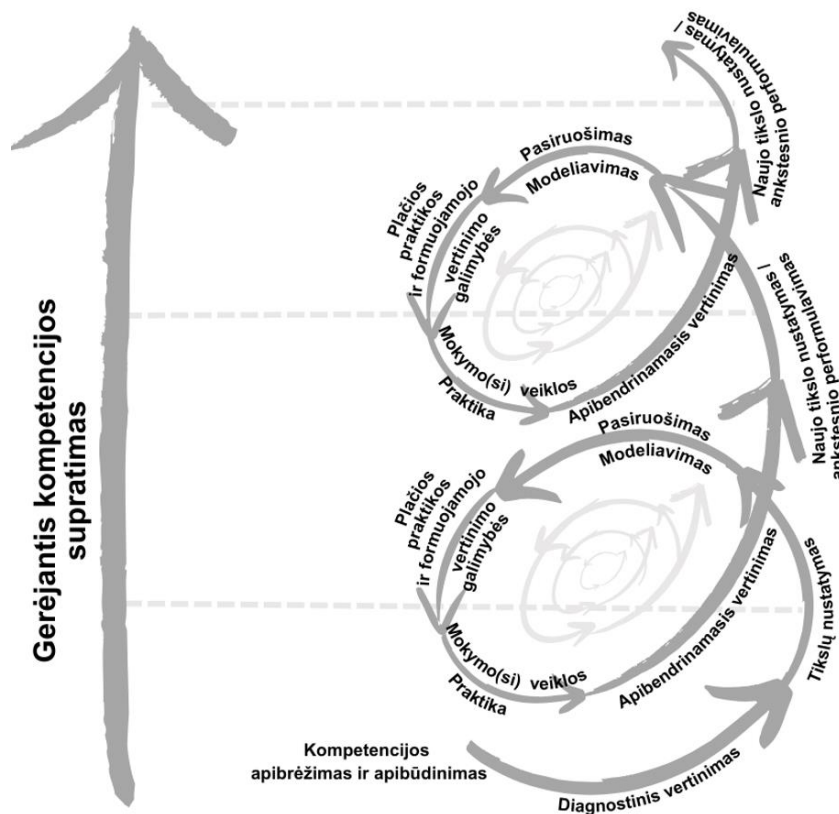 Naujo tikslo nustatymas /
ankstesnio performulavimas
Pasiruošimas
Modeliavimas
Plačios
praktikos
ir formuojamojo
vertinimo
galimybės
Mokymo(si) veiklos
Praktika
Apibendrinamasis vertinimas
Naujo tikslo nustatymas /
ankstesnio performulavimas
Pasiruošimas
Modeliavimas
Plačios
praktikos
ir formuojamojo
vertinimo
galimybės
Mokymo(si) veiklos
Praktika
Apibendrinamasis vertinimas
Tikslų nustatymas
Kompetencijos
apibrėžimas ir apibūdinimas
Diagnostinis vertinimas
Gerėjantis kompetencijos
supratimas